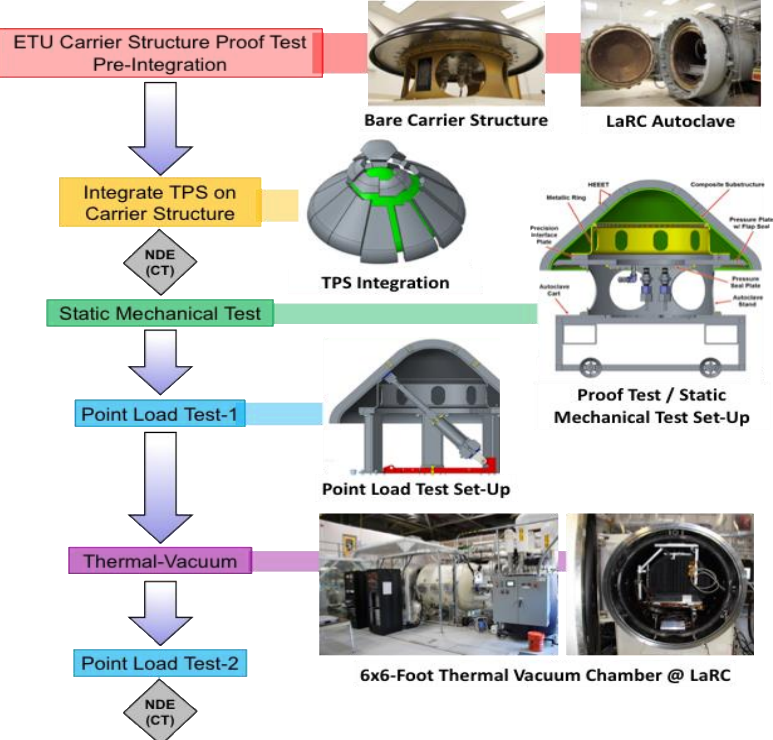 ETU Carrier Structure Proof Test
Pre-Integration
Bare Carrier Structure
LaRC Autoclave
Integrate TPS on
Carrier Structure
TPS Integration
NDE
(CT)
HEEET
Composite Substructure
Metallic Ring
Pressure Plate
w/ Flap Seal
Precision
Interface
Plate
Pressure
Seal Plate
Autoclave
Cart
Autoclave
Stand
Static Mechanical Test
Proof Test / Static
Mechanical Test Set-Up
Point Load Test-1
Point Load Test Set-Up
Thermal-Vacuum
6x6-Foot Thermal Vacuum Chamber @ LaRC
Point Load Test-2
NDE
(CT)